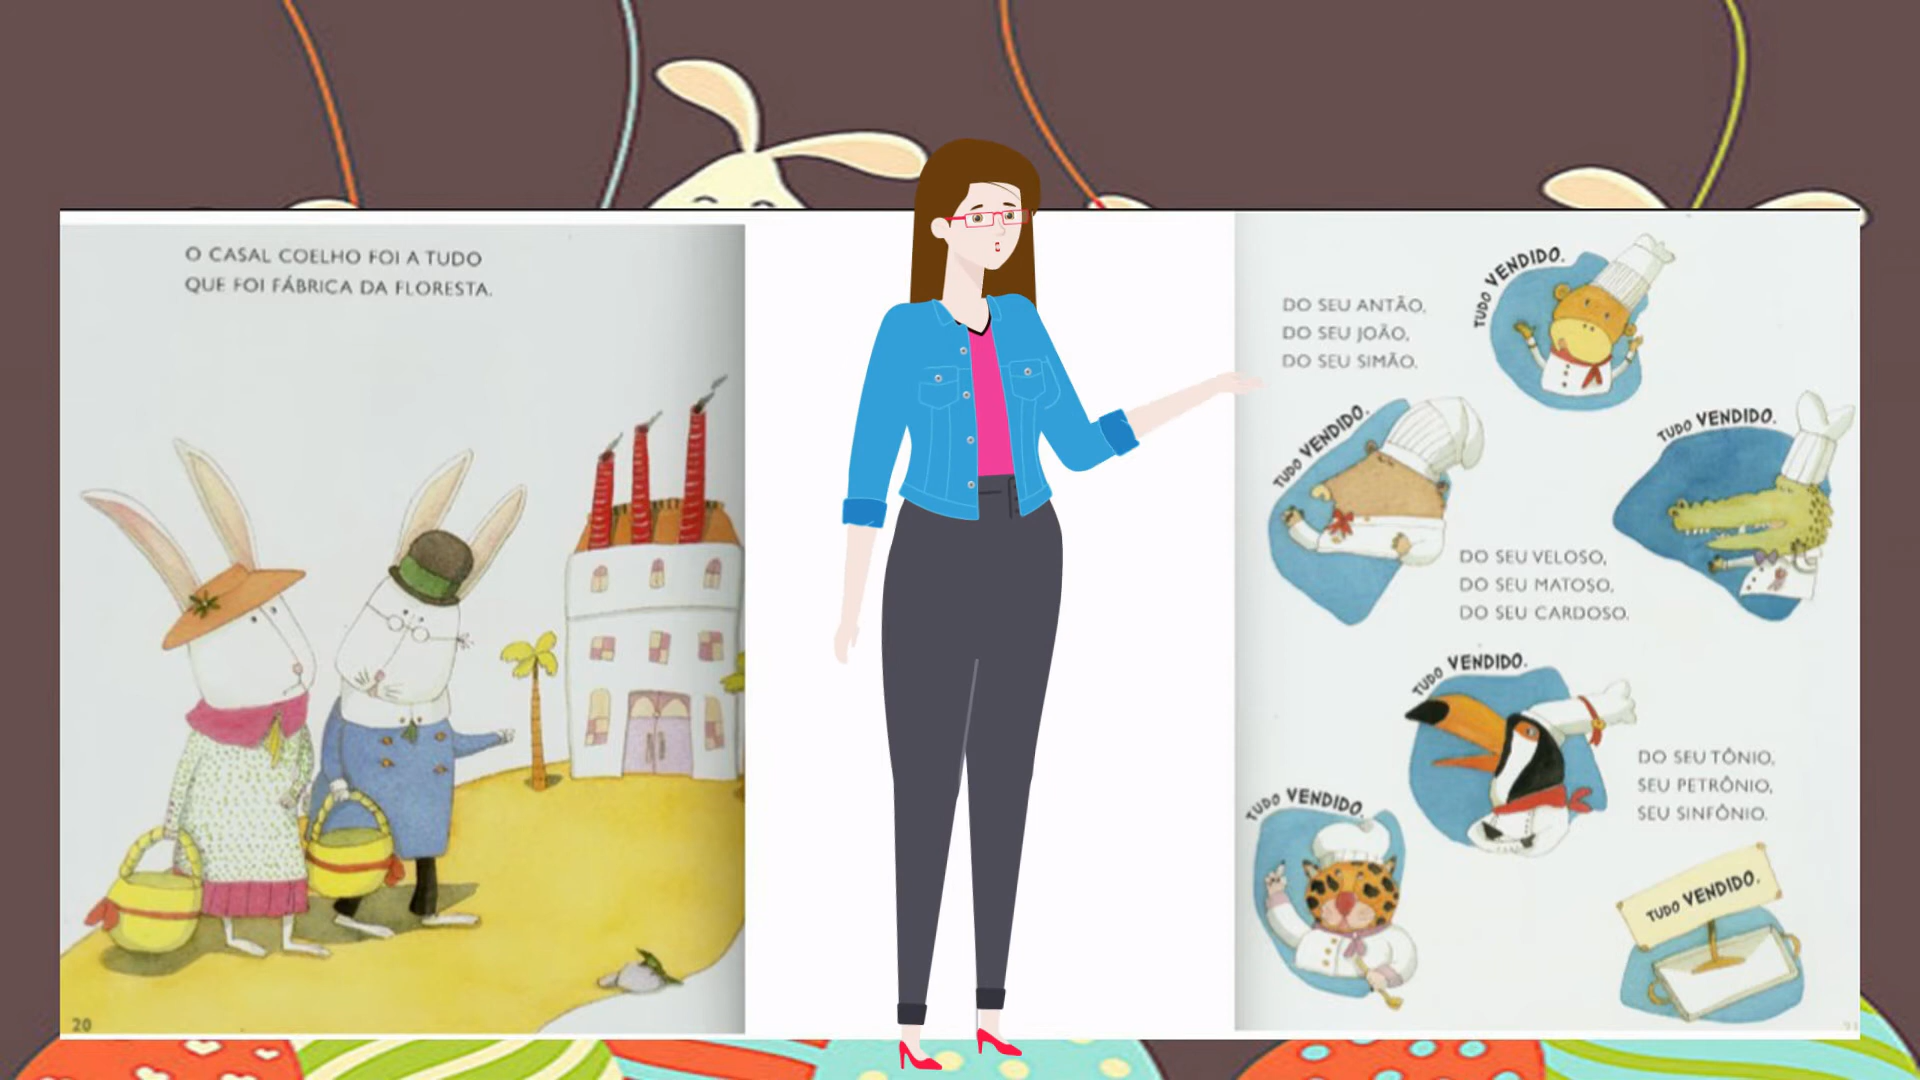 O CASAL COELHO FOI A TUDO
QUE FOI FÁBRICA DA FLORESTA.
20
DO SEU ANTÃO,
DO SEU JOÃO,
DO SEU SIMÃO.
TUDO VENDIDO.
TUDO VENDIDO.
TUDO VENDIDO.
DO SEU VELOSO,
DO SEU MATOSO,
DO SEU CARDOSO.
TUDO VENDIDO.
DO SEU TÔNIO,
SEU PETRÔNIO,
SEU SINFÔNIO.
TUDO VENDIDO.
TUDO VENDIDO.